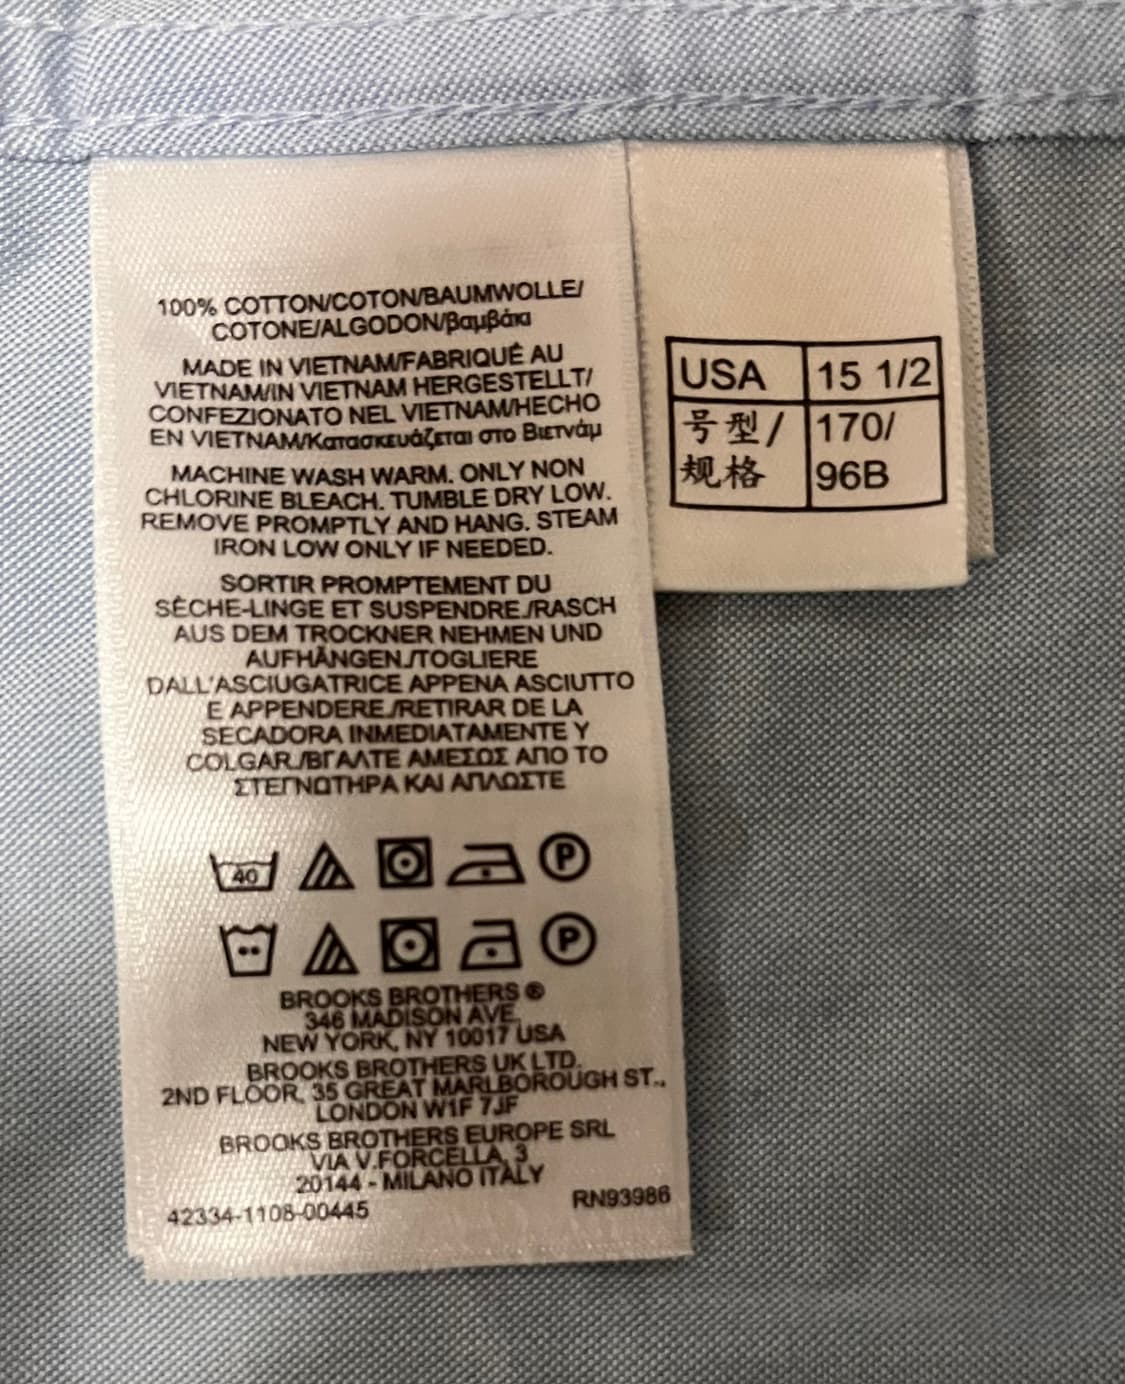 100% COTTON/COTON/BAUMWOLLE/
COTONE/ALGODON/βαμβάκι
MADE IN VIETNAM/FABRIQUÉ AU
VIETNAM/IN VIETNAM HERGESTELLT/
CONFEZIONATO NEL VIETNAM/HECHO
EN VIETNAM/Κατασκευάζεται στο Βιετνάμ
MACHINE WASH WARM. ONLY NON
CHLORINE BLEACH. TUMBLE DRY LOW.
REMOVE PROMPTLY AND HANG. STEAM
IRON LOW ONLY IF NEEDED.
SORTIR PROMPTEMENT DU
SÈCHE-LINGE ET SUSPENDRE./RASCH
AUS DEM TROCKNER NEHMEN UND
AUFHÄNGEN./TOGLIERE
DALL'ASCIUGATRICE APPENA ASCIUTTO
E APPENDERE./RETIRAR DE LA
SECADORA INMEDIATAMENTE Y
COLGAR./ΒΓΑΛΤΕ ΑΜΕΣΩΣ ΑΠΟ ΤΟ
ΣΤΕΓΝΩΤΗΡΑ ΚΑΙ ΑΠΛΩΣΤΕ
40 P
P
BROOKS BROTHERS ®
346 MADISON AVE.
NEW YORK, NY 10017 USA
BROOKS BROTHERS UK LTD.
2ND FLOOR, 35 GREAT MARLBOROUGH ST.,
LONDON W1F 7JF
BROOKS BROTHERS EUROPE SRL
VIA V.FORCELLA, 3
20144 - MILANO ITALY
42334-1108-00445 RN93986
USA 15 1/2
号型/ 170/
规格 96B